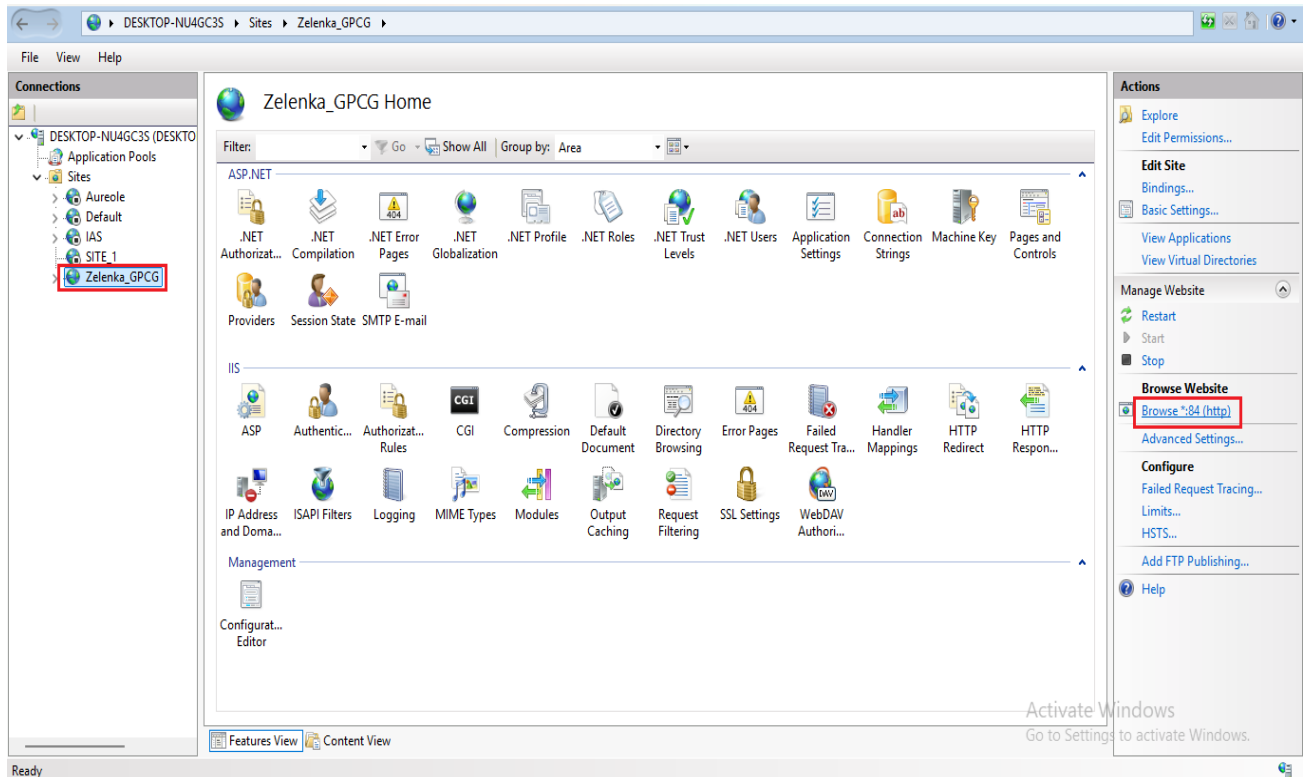 DESKTOP-NU4GC3S Sites Zelenka_GPCG
File View Help
Connections
DESKTOP-NU4GC3S (DESKTO
Application Pools
Sites
Aureole
Default
IAS
SITE_1
Zelenka_GPCG
Zelenka_GPCG Home
Filter: Go Show All Group by: Area
ASP.NET
.NET Authorizat...
.NET Compilation
404
.NET Error Pages
.NET Globalization
.NET Profile
.NET Roles
.NET Trust Levels
.NET Users
Application Settings
ab
Connection Strings
Machine Key
Pages and Controls
Providers
Session State
SMTP E-mail
IIS
ASP
Authentic...
Authorizat... Rules
CGI
CGI
Compression
Default Document
Directory Browsing
404
Error Pages
Failed Request Tra...
Handler Mappings
HTTP Redirect
HTTP Respon...
IP Address and Doma...
ISAPI Filters
Logging
MIME Types
Modules
Output Caching
Request Filtering
SSL Settings
DAV
WebDAV Authori...
Management
Configurat... Editor
Features View Content View
Actions
Explore
Edit Permissions...
Edit Site
Bindings...
Basic Settings...
View Applications
View Virtual Directories
Manage Website
Restart
Start
Stop
Browse Website
Browse *:84 (http)
Advanced Settings...
Configure
Failed Request Tracing...
Limits...
HSTS...
Add FTP Publishing...
Help
Activate Windows
Go to Settings to activate Windows.
Ready